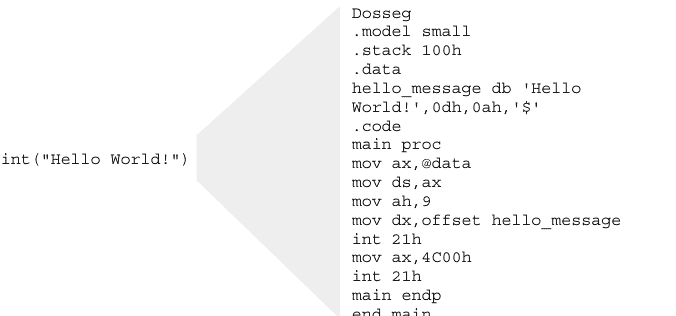 int("Hello World!")
Dosseg
.model small
.stack 100h
.data
hello_message db 'Hello
World!',0dh,0ah,'$'
.code
main proc
mov ax,@data
mov ds,ax
mov ah,9
mov dx,offset hello_message
int 21h
mov ax,4C00h
int 21h
main endp
end main